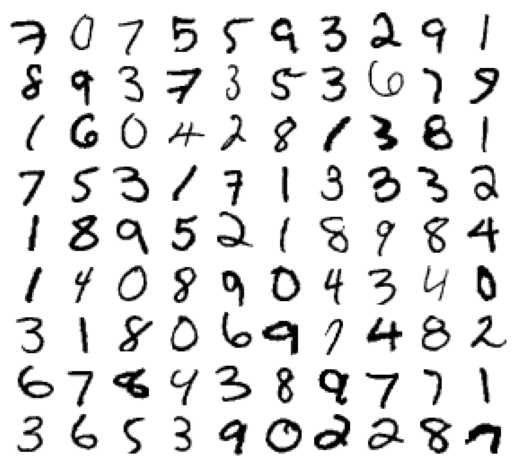 7 0 7 5 5 9 3 2 9 1
8 9 3 7 3 5 3 6 7 9
1 6 0 4 2 8 1 3 8 1
7 5 3 1 7 1 3 3 3 2
1 8 9 5 2 1 8 9 8 4
1 4 0 8 9 0 4 3 4 0
3 1 8 0 6 9 7 4 8 2
6 7 8 4 3 8 9 7 7 1
3 6 5 3 9 0 2 2 8 7